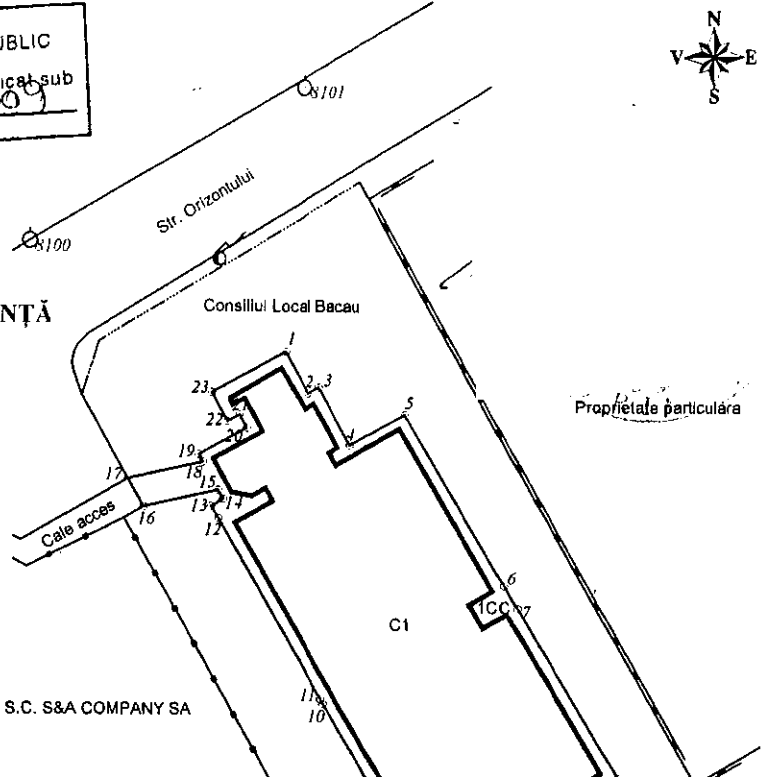 UBLIC
icat sub
N
V E
S
8101
Str. Orizontului
8100
NȚĂ
Consiliul Local Bacau
1
2 3
23
5
Proprietate particulara
22
20
4
19
18
17
15
14
16
13
12
Cale acces
6
1CC 7
C1
11
10
S.C. S&A COMPANY SA